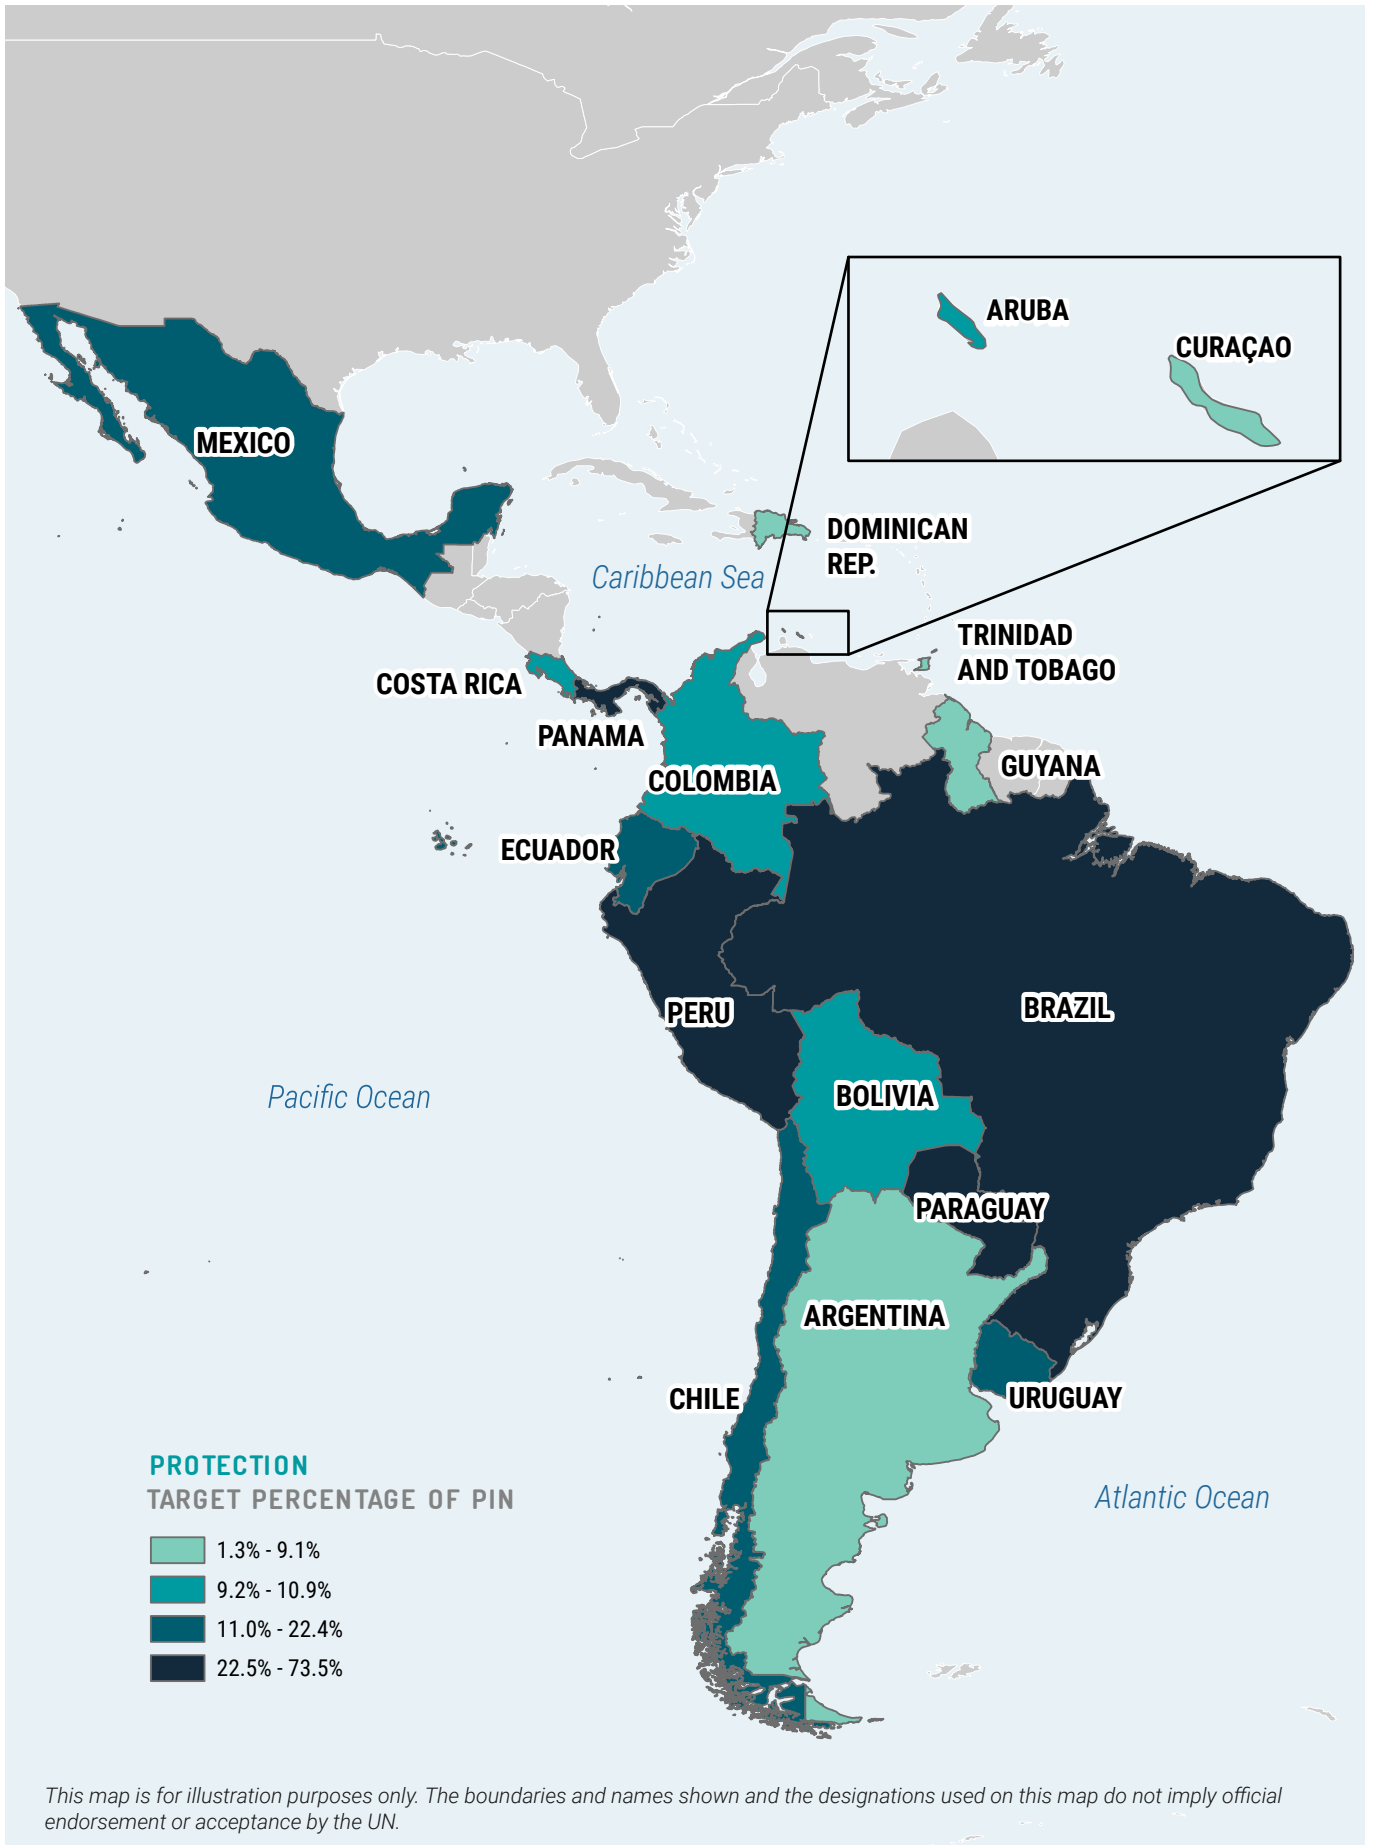 ARUBA
CURAÇAO
MEXICO
DOMINICAN
REP.
Caribbean Sea
TRINIDAD
AND TOBAGO
COSTA RICA
PANAMA
GUYANA
COLOMBIA
ECUADOR
PERU
BRAZIL
BOLIVIA
Pacific Ocean
PARAGUAY
ARGENTINA
CHILE
URUGUAY
Atlantic Ocean
PROTECTION
TARGET PERCENTAGE OF PIN
1.3% - 9.1%
9.2% - 10.9%
11.0% - 22.4%
22.5% - 73.5%
This map is for illustration purposes only. The boundaries and names shown and the designations used on this map do not imply official
endorsement or acceptance by the UN.